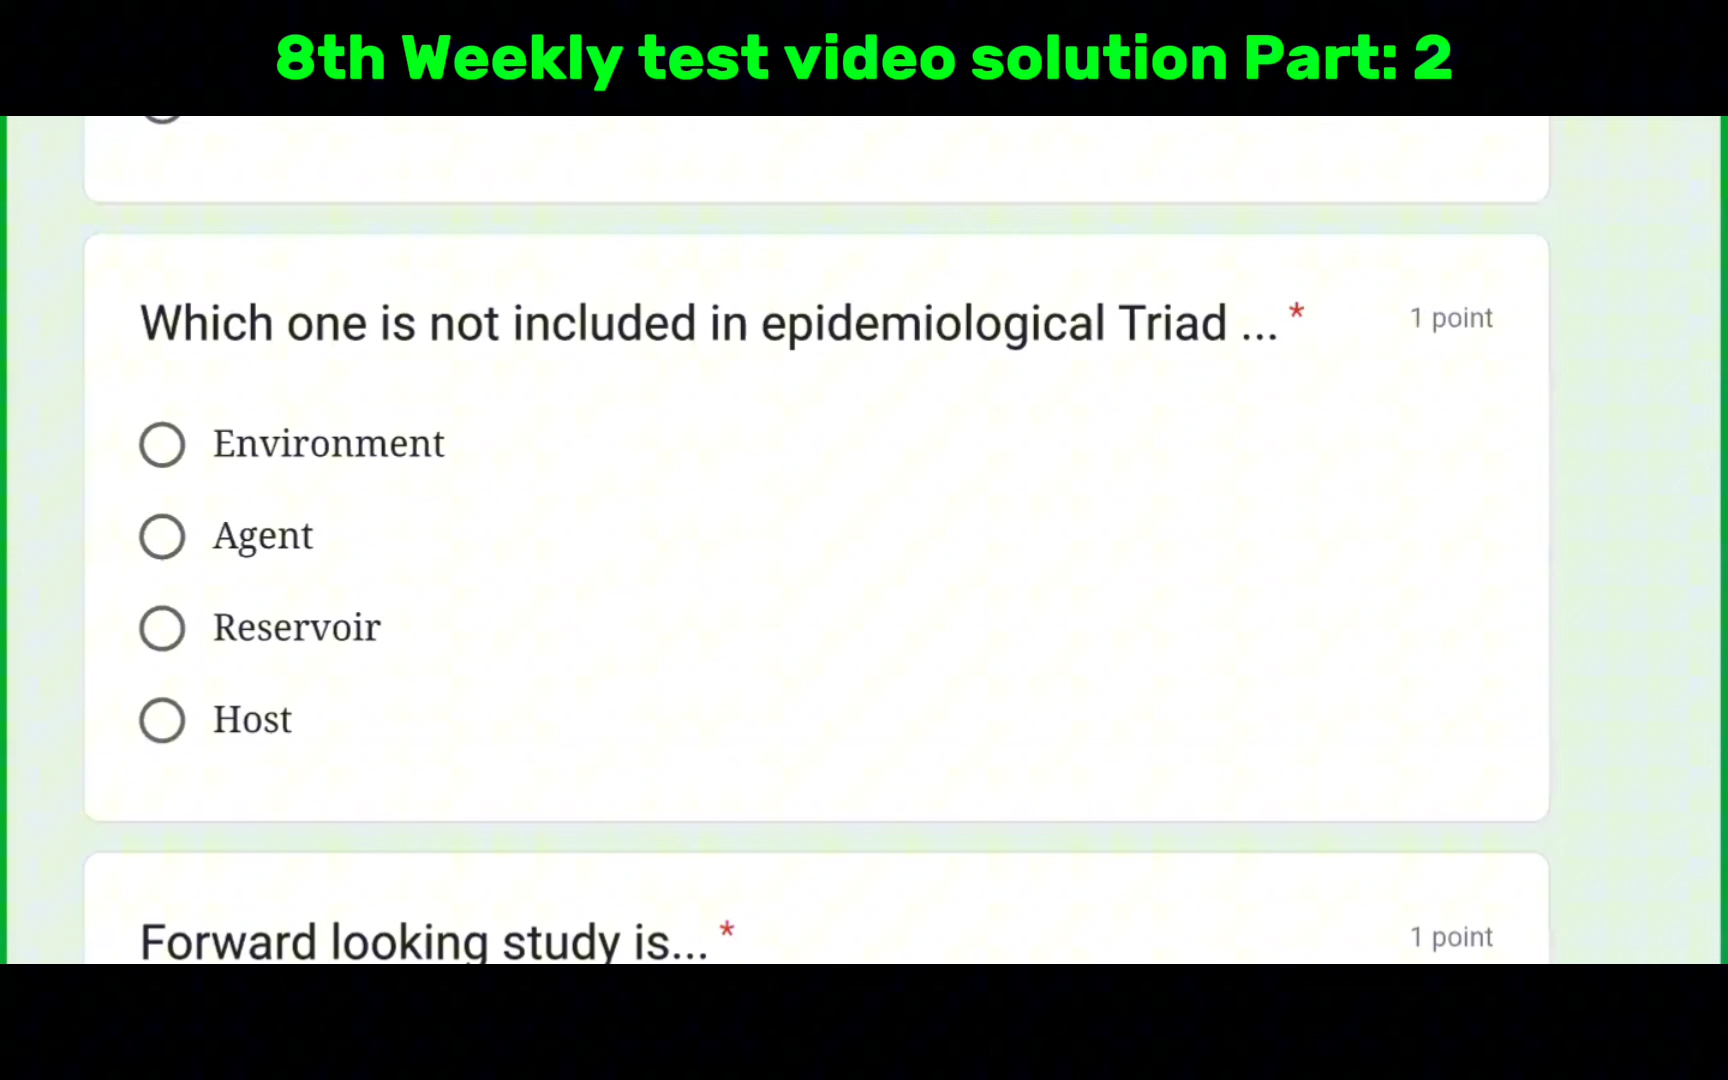 8th Weekly test video solution Part: 2
Which one is not included in epidemiological Triad ... *
1 point
Environment
Agent
Reservoir
Host
Forward looking study is... *
1 point